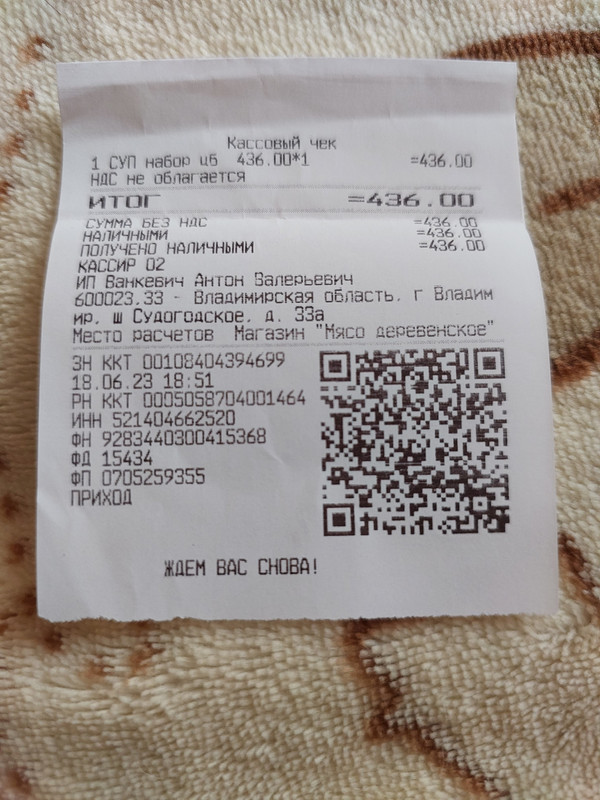 Кассовый чек
1 СУП набор цб 436.00*1 =436.00
НДС не облагается
ИТОГ =436.00
СУММА БЕЗ НДС =436.00
НАЛИЧНЫМИ =436.00
ПОЛУЧЕНО НАЛИЧНЫМИ =436.00
КАССИР 02
ИП Ванкевич Антон Валерьевич
600023.33 - Владимирская область. г Владим
ир. ш Судогодское. д. 33а
Место расчетов Магазин "Мясо деревенское"
ЗН ККТ 00108404394699
18.06.23 18:51
РН ККТ 0005058704001464
ИНН 521404662520
ФН 9283440300415368
ФД 15434
ФП 0705259355
ПРИХОД
ЖДЕМ ВАС СНОВА!